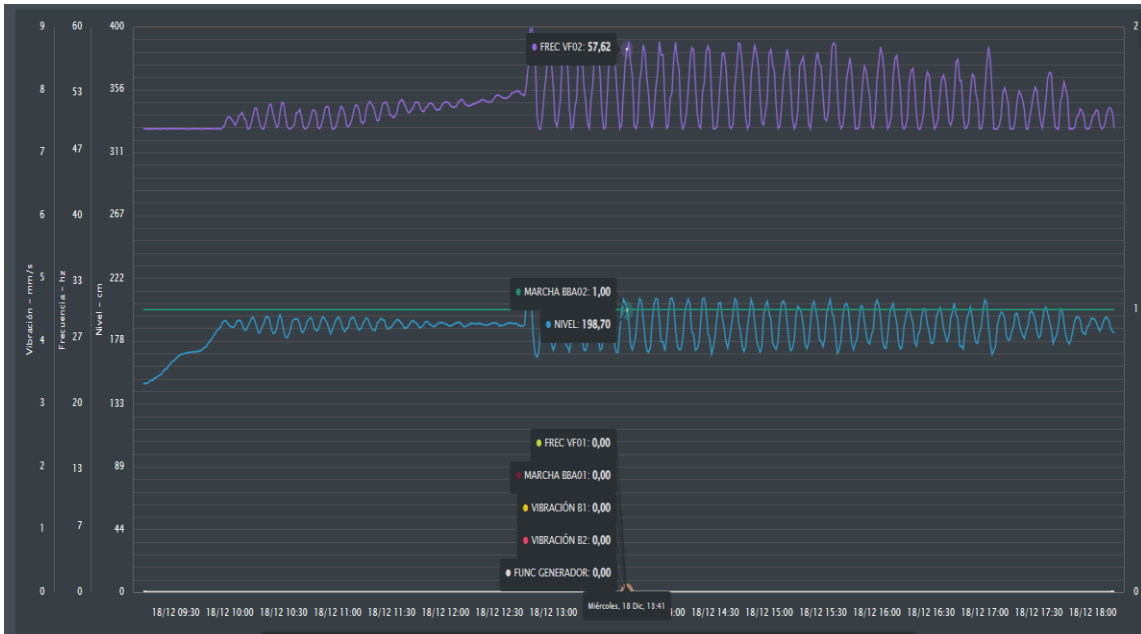 9 60 400 2
FREC VF02: 57,62
8 53 356
7 47 311
6 40 267
5 33 222
MARCHA BBA02: 1,00
1
NIVEL: 198,70
4 27 178
3 20 133
FREC VF01: 0,00
2 13 89
MARCHA BBA01: 0,00
VIBRACIÓN B1: 0,00
1 7 44
VIBRACIÓN B2: 0,00
FUNC GENERADOR: 0,00
0 0 0 0
Vibración - mm/s
Frecuencia - hz
Nivel - cm
18/12 09:30 18/12 10:00 18/12 10:30 18/12 11:00 18/12 11:30 18/12 12:00 18/12 12:30 18/12 13:00 Miércoles, 18 Dic, 13:41 :00 18/12 14:30 18/12 15:00 18/12 15:30 18/12 16:00 18/12 16:30 18/12 17:00 18/12 17:30 18/12 18:00